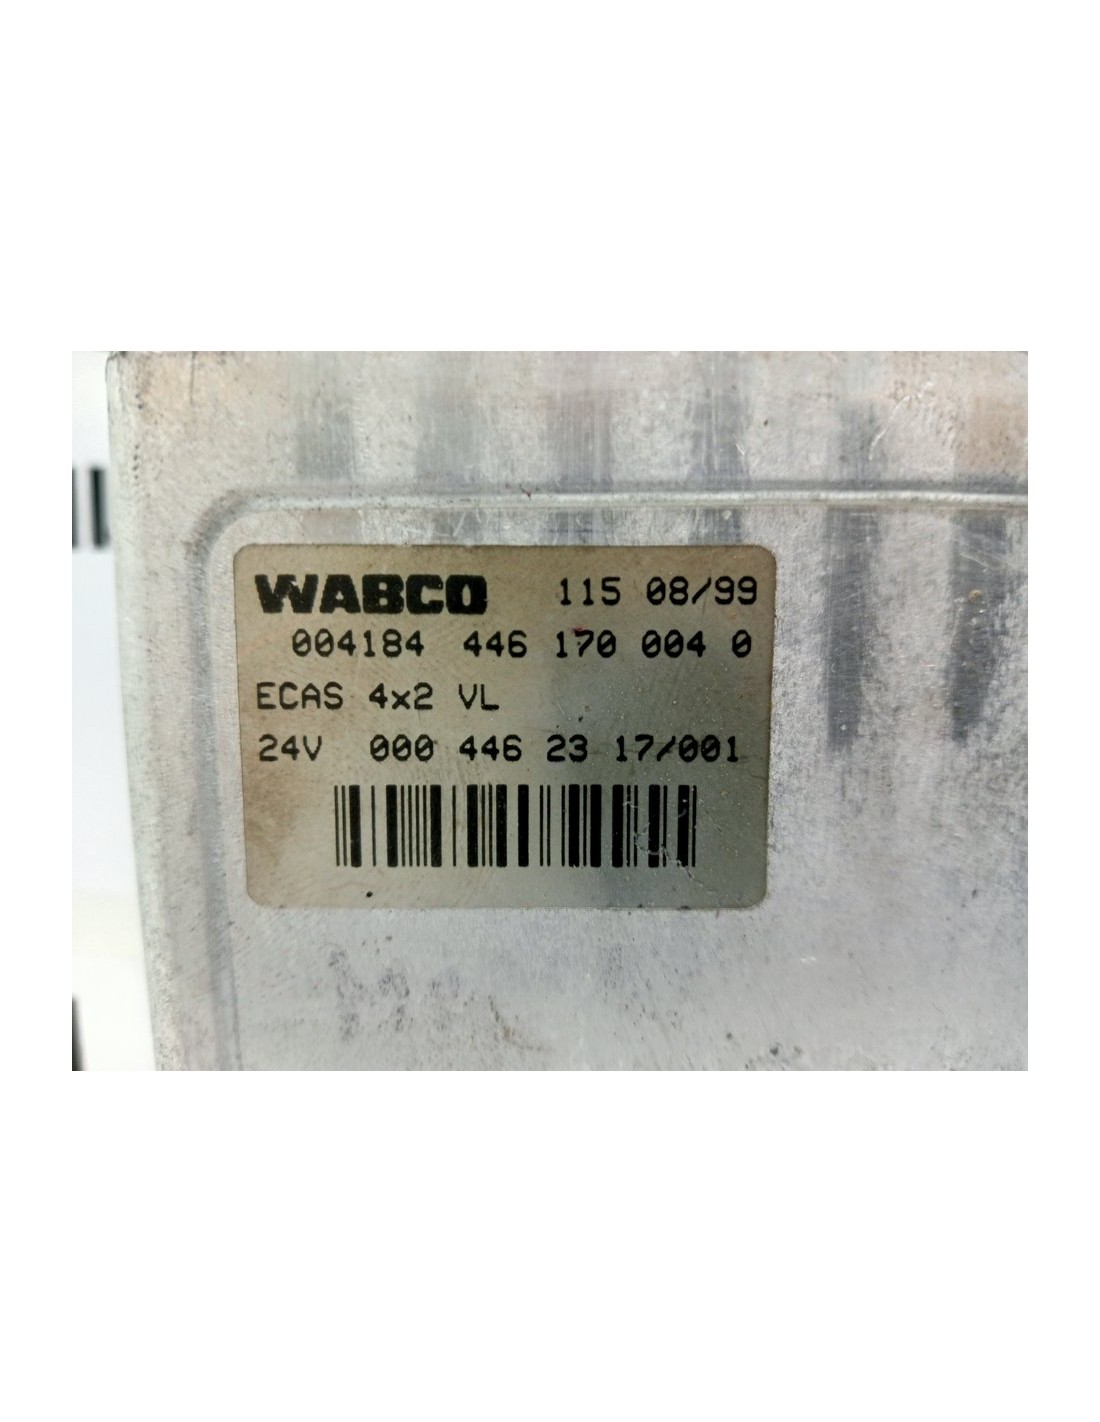 WABCO 115 08/99
004184 446 170 004 0
ECAS 4x2 VL
24V 000 446 23 17/001